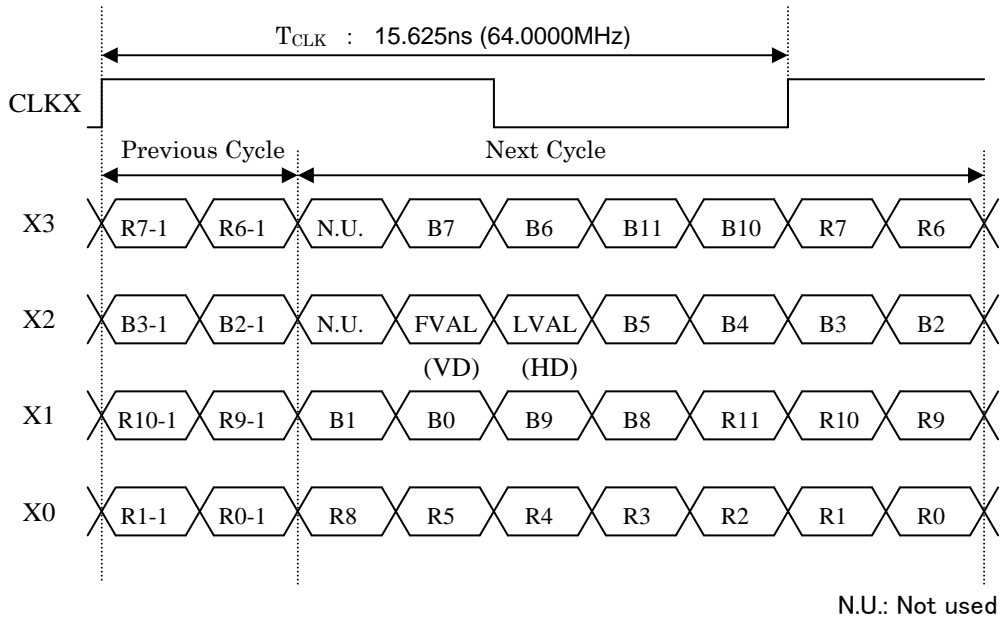 TCLK : 15.625ns (64.0000MHz)
CLKX
Previous Cycle Next Cycle
X3 R7-1 R6-1 N.U. B7 B6 B11 B10 R7 R6
X2 B3-1 B2-1 N.U. FVAL LVAL B5 B4 B3 B2
(VD) (HD)
X1 R10-1 R9-1 B1 B0 B9 B8 R11 R10 R9
X0 R1-1 R0-1 R8 R5 R4 R3 R2 R1 R0
N.U.: Not used